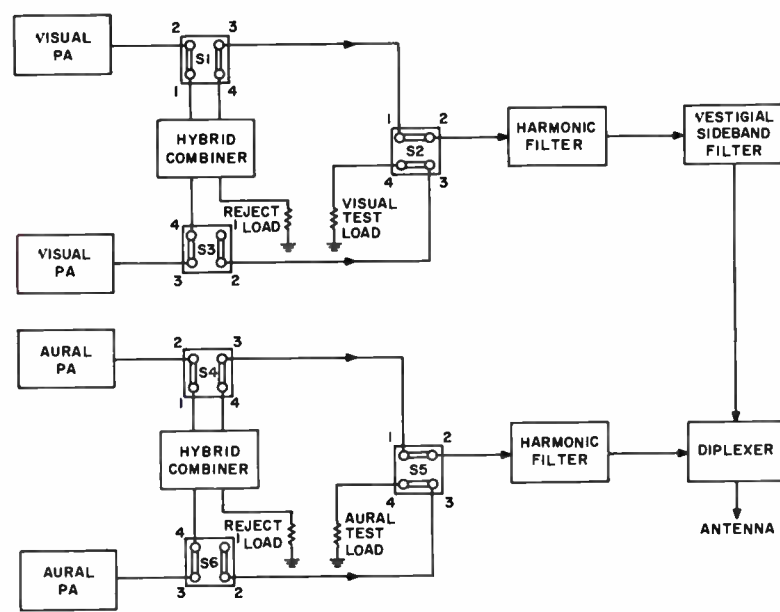 VISUAL
PA
2
3
S1
1
4
HYBRID
COMBINER
REJECT
LOAD
4
1
S3
3
2
VISUAL
PA
1
2
S2
4
3
VISUAL
TEST
LOAD
HARMONIC
FILTER
VESTIGIAL
SIDEBAND
FILTER
AURAL
PA
2
3
S4
1
4
HYBRID
COMBINER
REJECT
LOAD
4
1
S6
3
2
AURAL
PA
1
2
S5
4
3
AURAL
TEST
LOAD
HARMONIC
FILTER
DIPLEXER
ANTENNA